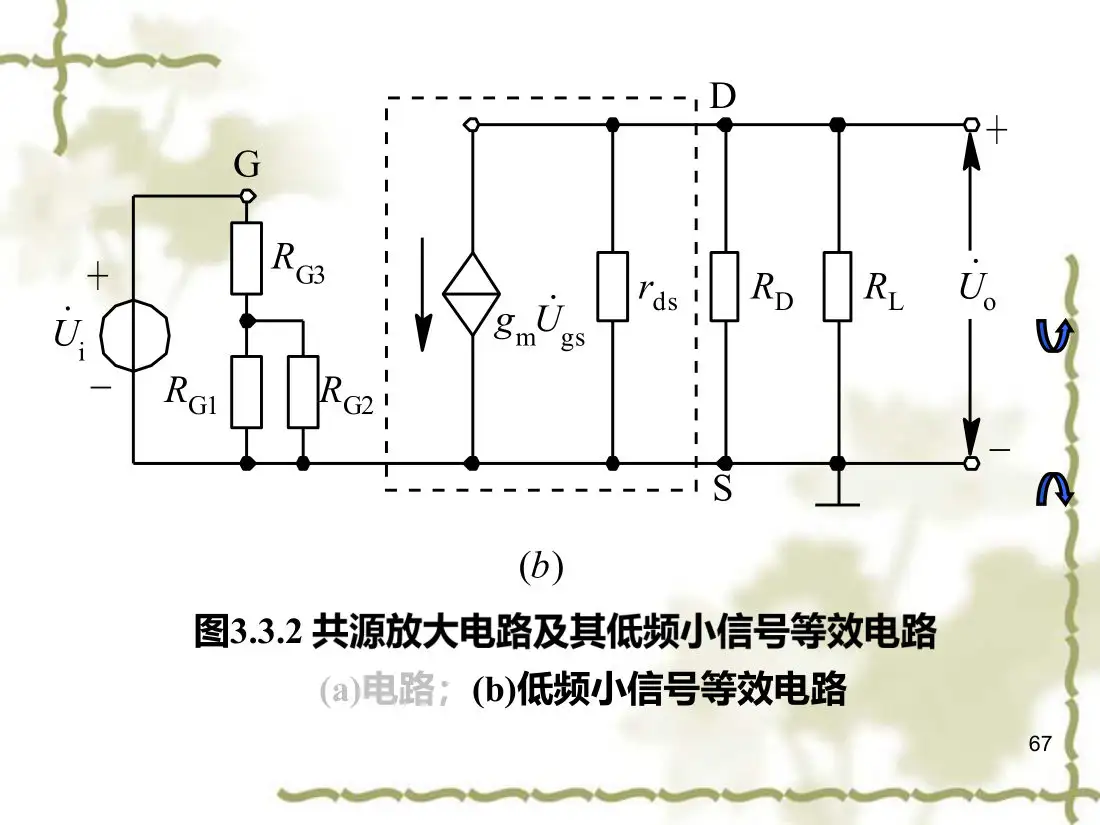 D
G
+
R_G3
+
U̇_i
−
g_m U̇_gs
r_ds
R_D
R_L
U̇_o
R_G1
R_G2
−
S
(b)
图3.3.2 共源放大电路及其低频小信号等效电路
(a)电路；(b)低频小信号等效电路
67